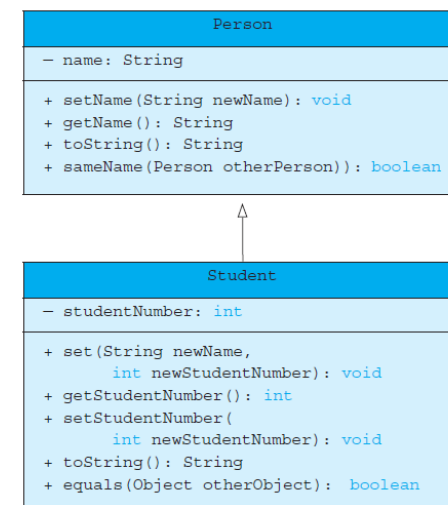 Person
– name: String
+ setName(String newName): void
+ getName(): String
+ toString(): String
+ sameName(Person otherPerson)): boolean
Student
– studentNumber: int
+ set(String newName,
int newStudentNumber): void
+ getStudentNumber(): int
+ setStudentNumber(
int newStudentNumber): void
+ toString(): String
+ equals(Object otherObject): boolean